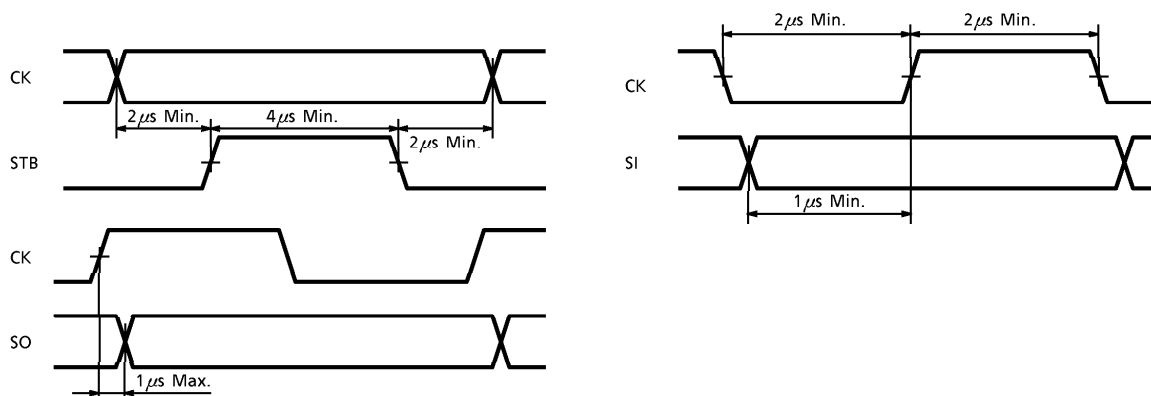 CK
2μs Min. 4μs Min. 2μs Min.
STB
CK
SO
1μs Max.
2μs Min. 2μs Min.
CK
SI
1μs Min.